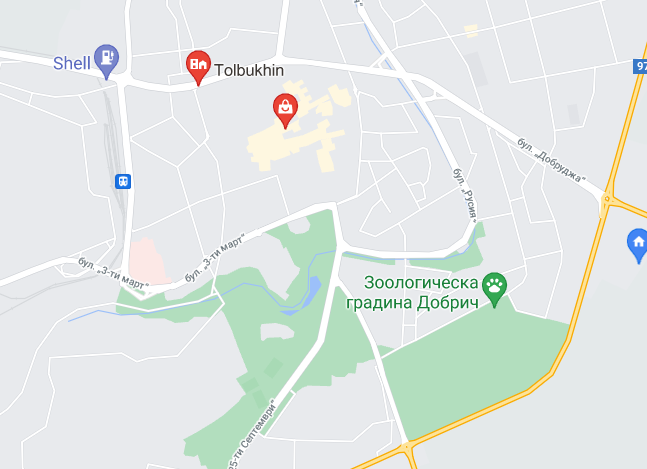 Shell
Tolbukhin
97
бул. „Добруджа“
бул. „Русия“
бул. „3-ти март“
бул. „3-ти март“
Зоологическа
градина Добрич
25-ти Септември“